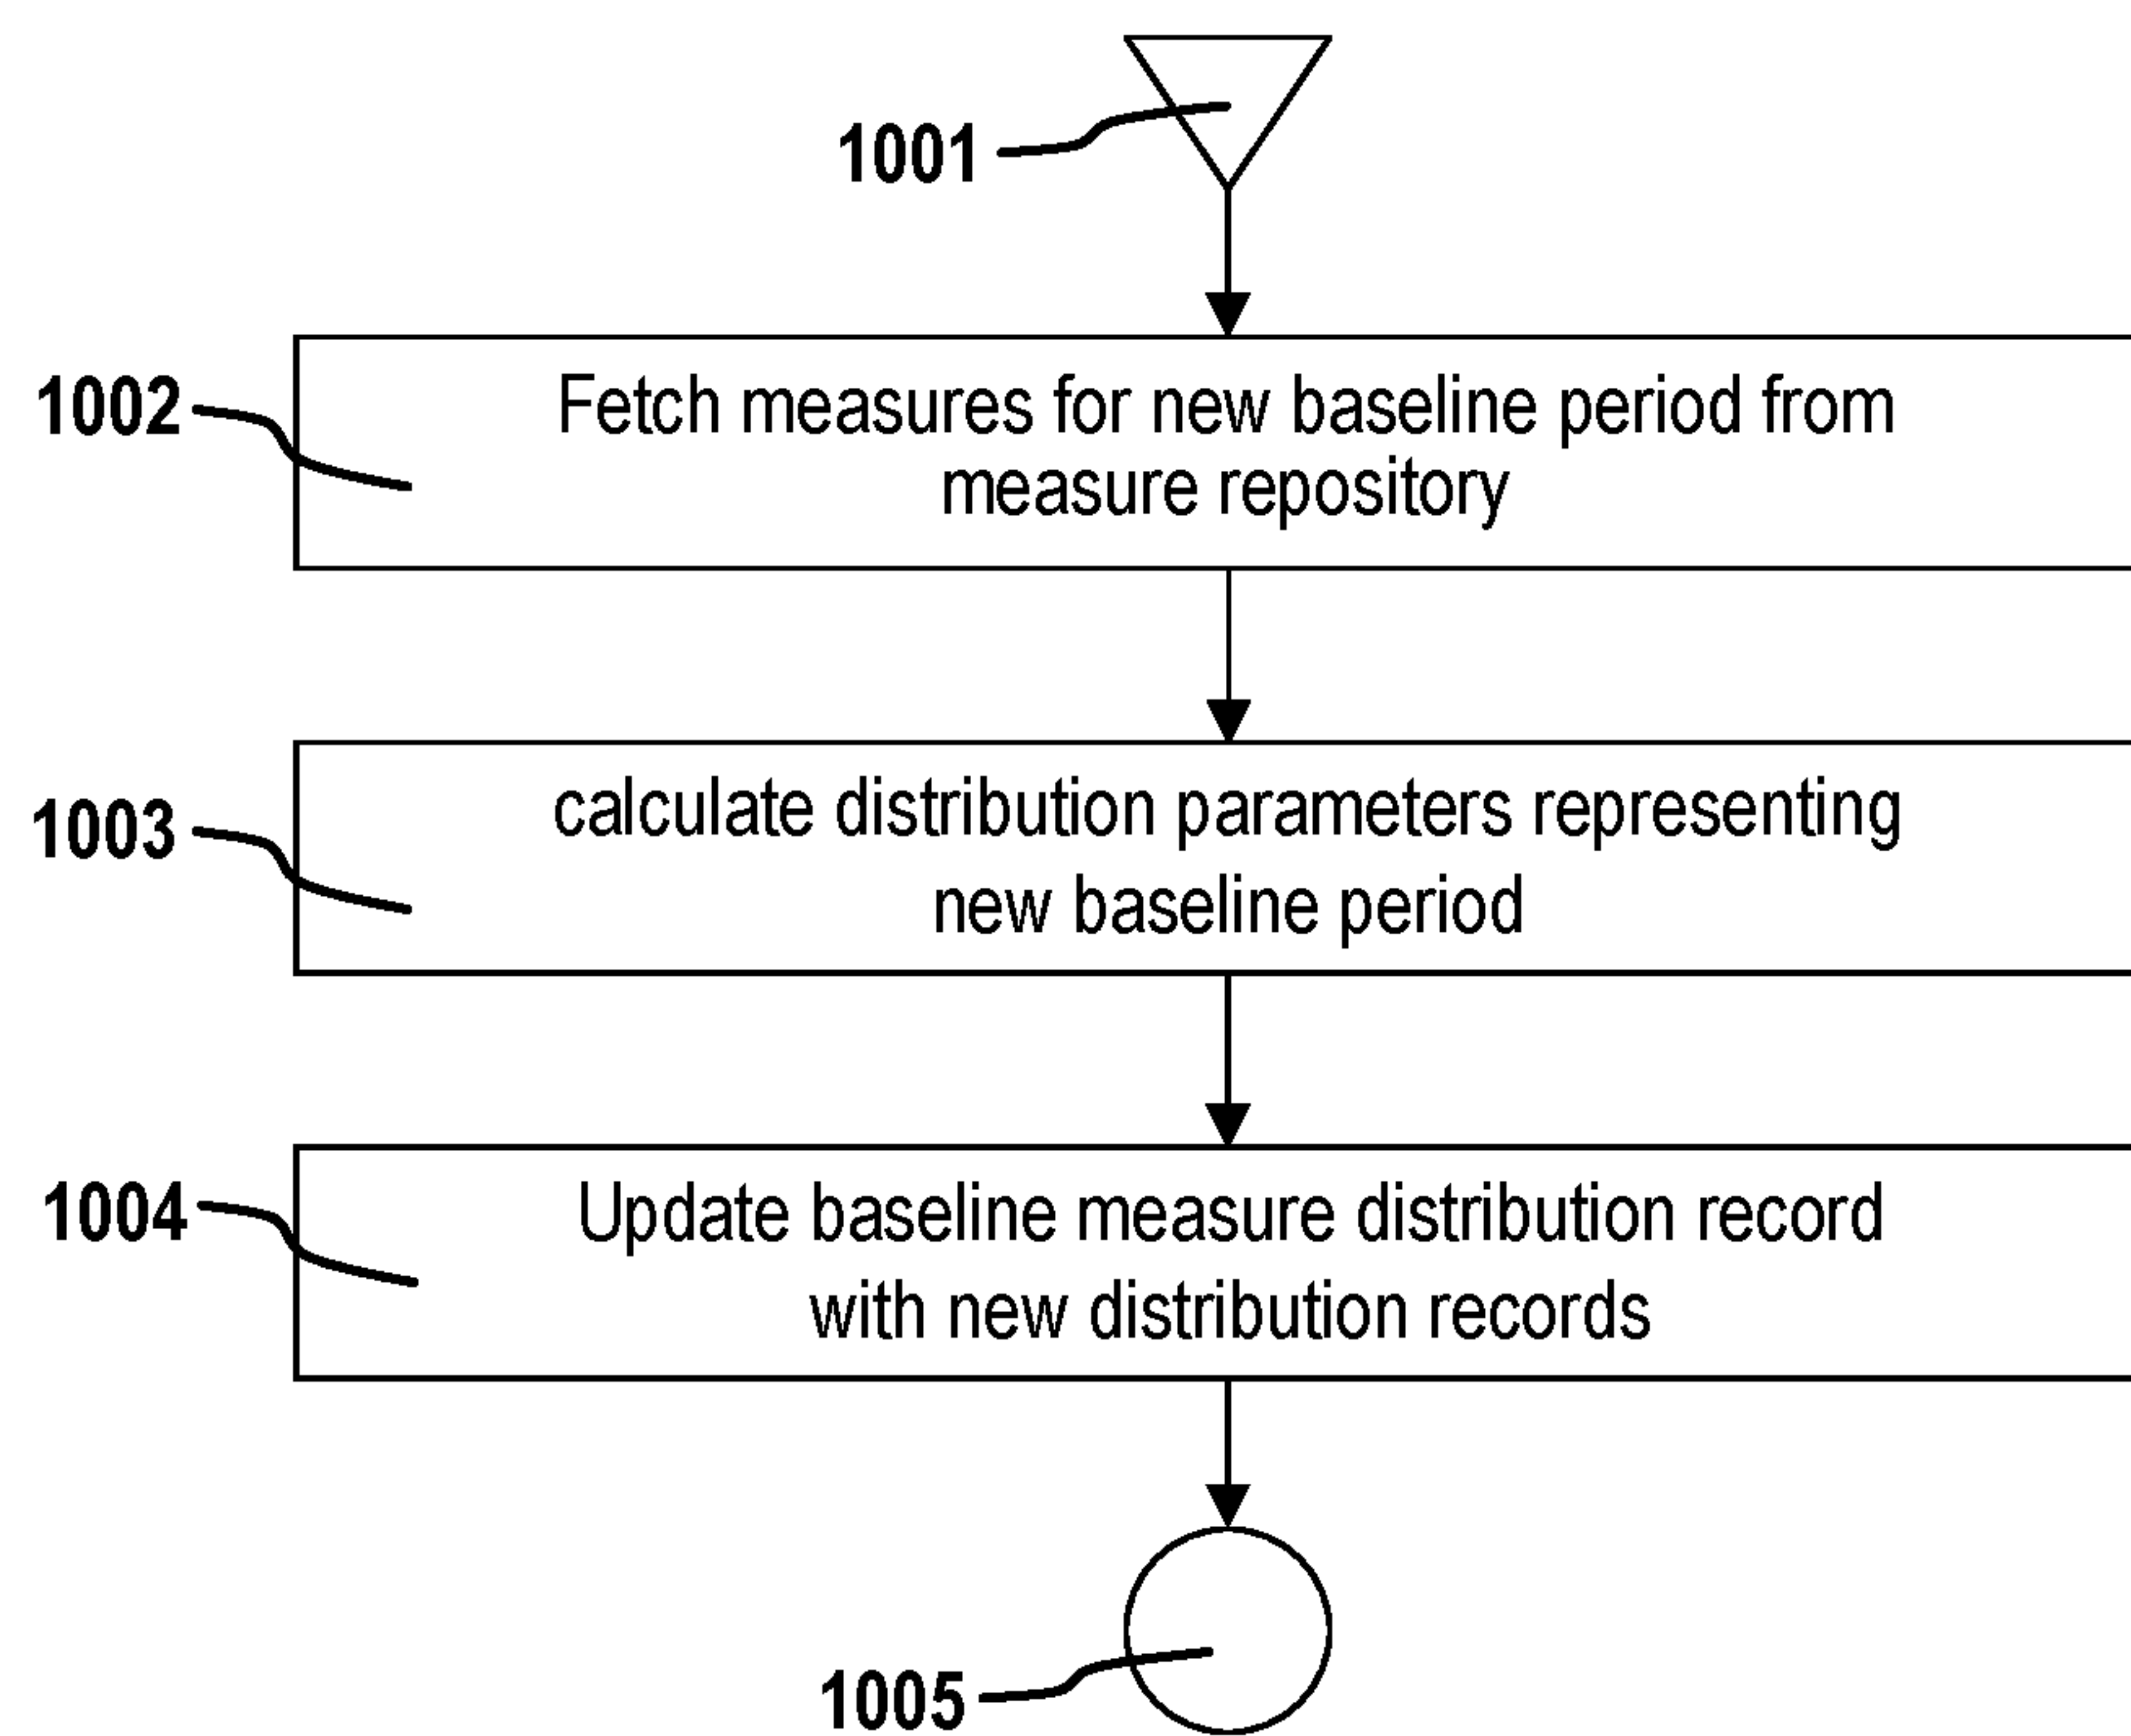 1001
1002
Fetch measures for new baseline period from
measure repository
1003
calculate distribution parameters representing
new baseline period
1004
Update baseline measure distribution record
with new distribution records
1005